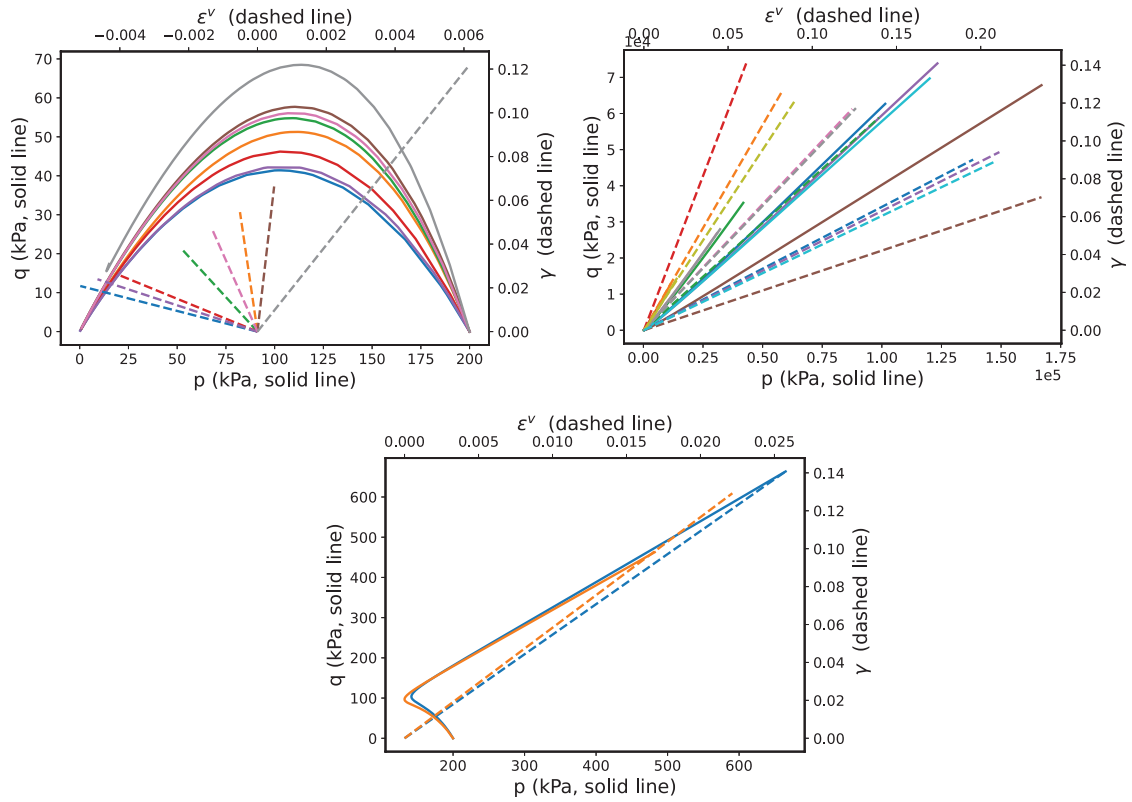 εᵛ (dashed line)
−0.004 −0.002 0.000 0.002 0.004 0.006
70
60
50
40
30
20
10
0
q (kPa, solid line)
0.12
0.10
0.08
0.06
0.04
0.02
0.00
γ (dashed line)
0 25 50 75 100 125 150 175 200
p (kPa, solid line)
εᵛ (dashed line)
0.00 0.05 0.10 0.15 0.20
1e4
7
6
5
4
3
2
1
0
q (kPa, solid line)
0.14
0.12
0.10
0.08
0.06
0.04
0.02
0.00
γ (dashed line)
0.00 0.25 0.50 0.75 1.00 1.25 1.50 1.75
1e5
p (kPa, solid line)
εᵛ (dashed line)
0.000 0.005 0.010 0.015 0.020 0.025
600
500
400
300
200
100
0
q (kPa, solid line)
0.14
0.12
0.10
0.08
0.06
0.04
0.02
0.00
γ (dashed line)
200 300 400 500 600
p (kPa, solid line)